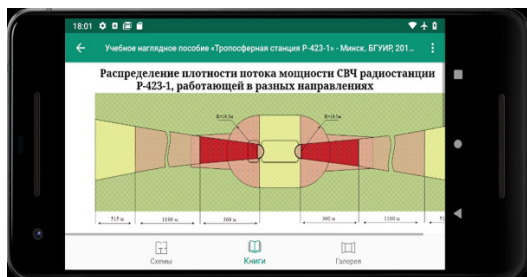 18:01
Учебное наглядное пособие «Тропосферная станция Р-423-1» - Минск. БГУИР, 201...
Распределение плотности потока мощности СВЧ радиостанции
Р-423-1, работающей в разных направлениях
515 м 1100 м 300 м 300 м 1100 м 51
Схемы Книги Галерея